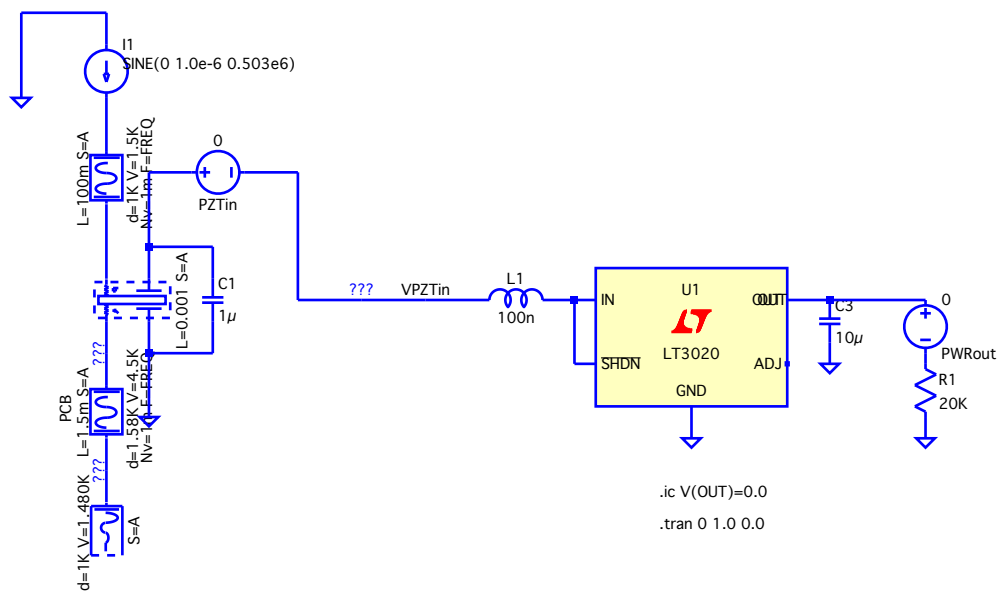 I1
SINE(0 1.0e-6 0.503e6)
L=100m S=A
d=1K V=1.5K
Nv=1m F=FREQ
0
+ −
PZTin
L=0.001 S=A
C1
1µ
???
VPZTin
L1
100n
U1
IN
OUT
LT3020
SHDN
ADJ
GND
C3
10µ
0
+
−
PWRout
R1
20K
???
PCB
L=1.5m S=A
d=1.58K V=4.5K
Nv=1m F=FREQ
???
d=1K V=1.480K
S=A
.ic V(OUT)=0.0
.tran 0 1.0 0.0